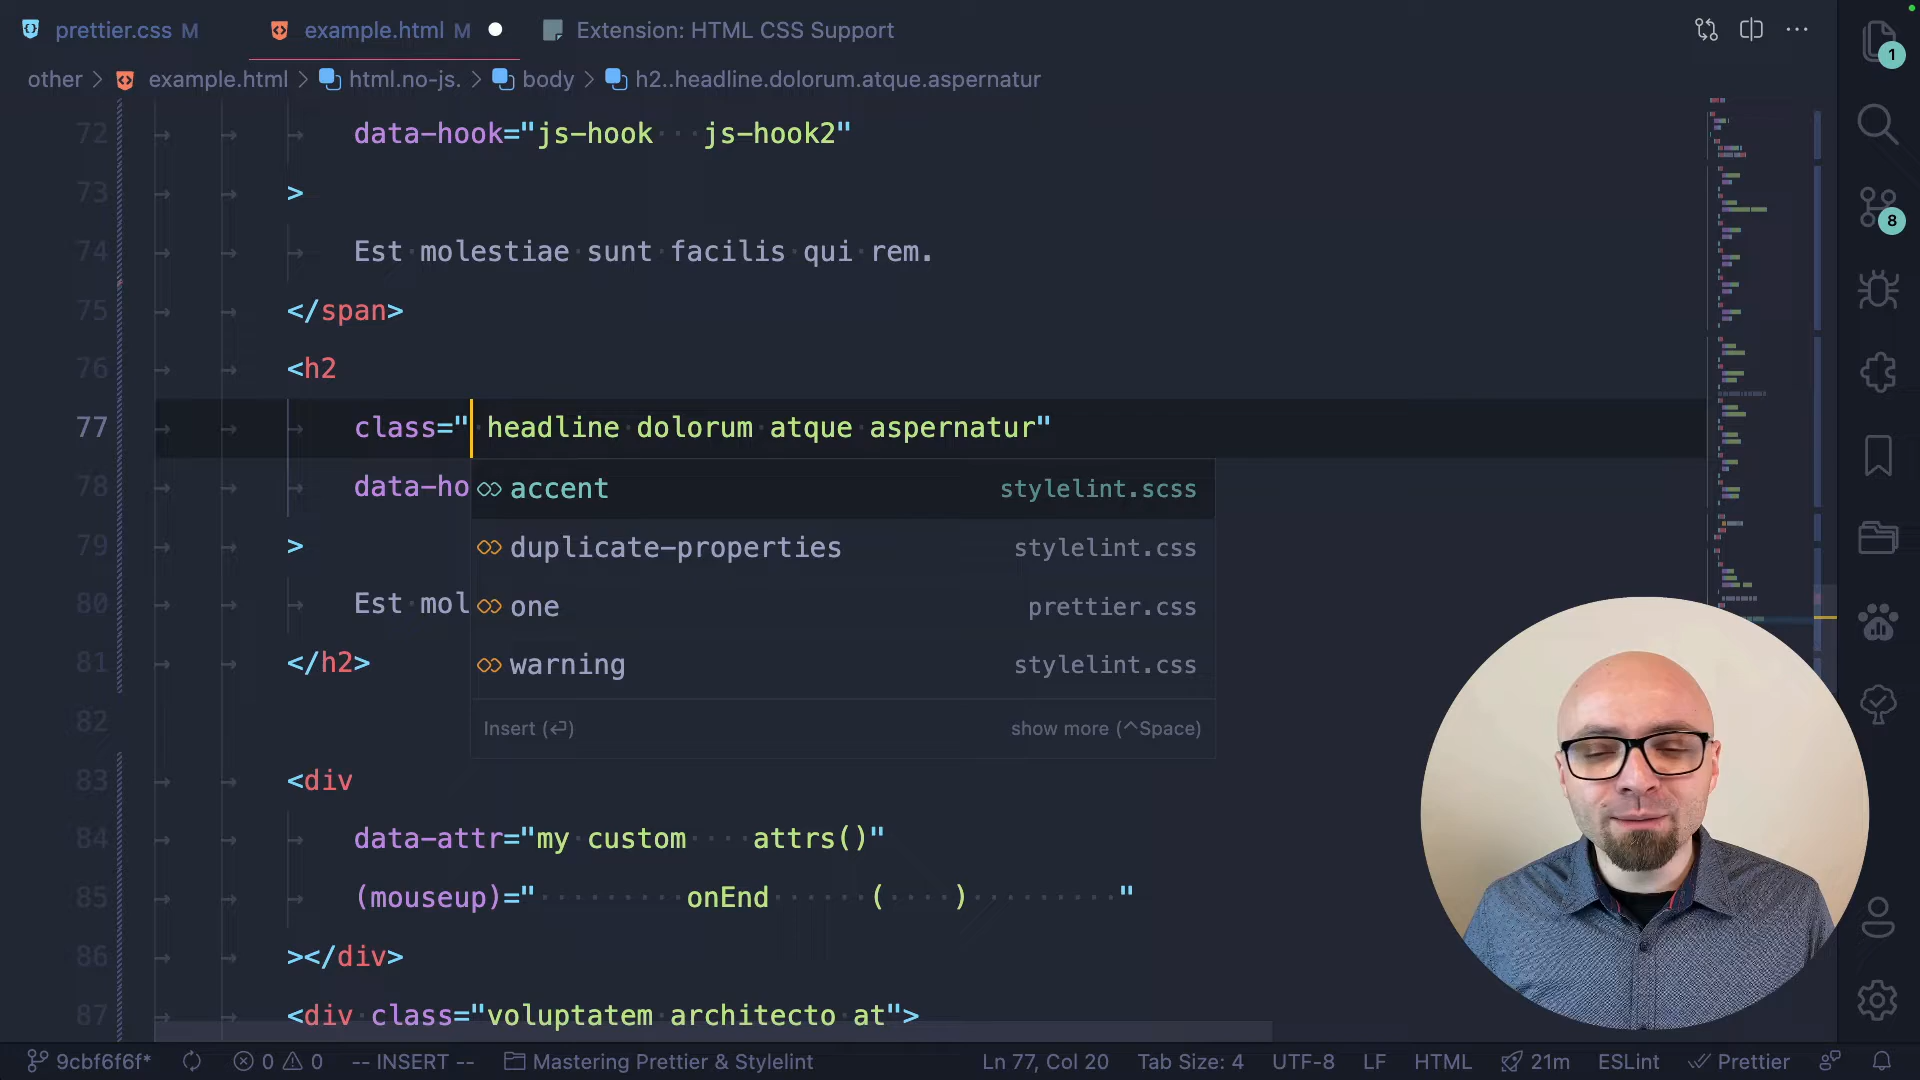 prettier.css M example.html M Extension: HTML CSS Support
other > example.html > html.no-js. > body > h2..headline.dolorum.atque.aspernatur
1
8
72 data-hook="js-hook   js-hook2"
73 >
74 Est molestiae sunt facilis qui rem.
75 </span>
76 <h2
77 class=" headline dolorum atque aspernatur"
78 data-ho
accent stylelint.scss
79 >
duplicate-properties stylelint.css
80 Est mol
one prettier.css
81 </h2>
warning stylelint.css
82
Insert (⏎) show more (^Space)
83 <div
84 data-attr="my custom    attrs()"
85 (mouseup)="         onEnd      (    )         "
86 ></div>
87 <div class="voluptatem architecto at">
9cbf6f6f* 0 0 -- INSERT -- Mastering Prettier & Stylelint Ln 77, Col 20 Tab Size: 4 UTF-8 LF HTML 21m ESLint Prettier